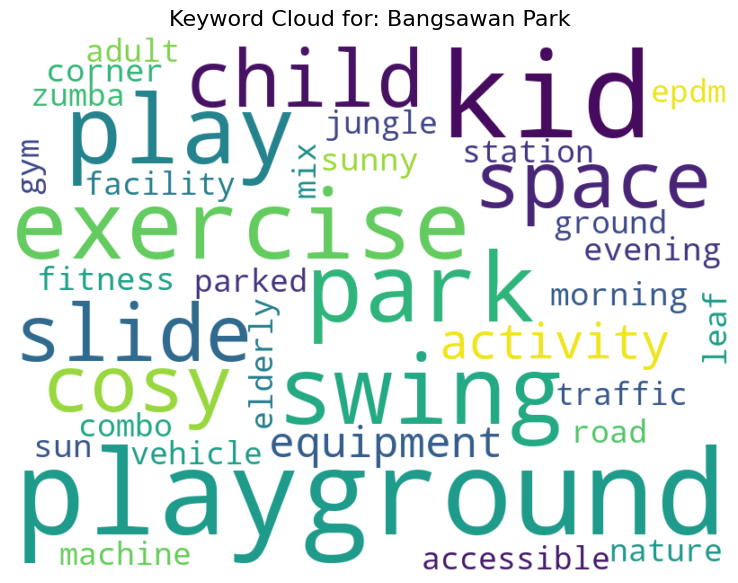 Keyword Cloud for: Bangsawan Park
adult
corner
zumba
child
kid
epdm
play
jungle
gym
facility
mix
sunny
station
space
exercise
ground
evening
fitness
parked
park
morning
leaf
slide
elderly
activity
cosy
swing
traffic
combo
sun
vehicle
equipment
road
playground
machine
accessible
nature